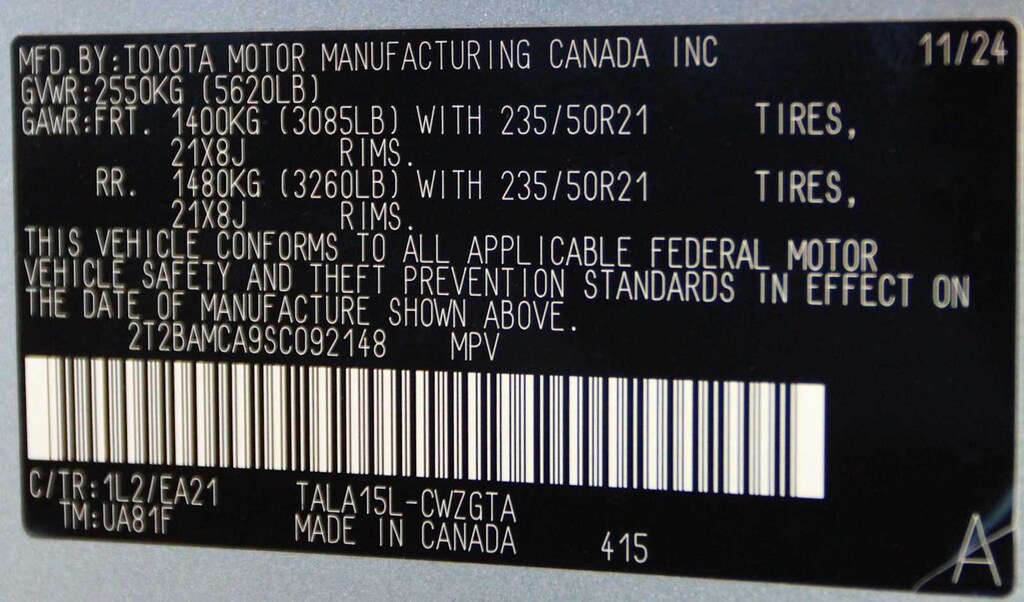 MFD.BY:TOYOTA MOTOR MANUFACTURING CANADA INC 11/24
GVWR:2550KG (5620LB)
GAWR:FRT. 1400KG (3085LB) WITH 235/50R21 TIRES,
21X8J RIMS.
RR. 1480KG (3260LB) WITH 235/50R21 TIRES,
21X8J RIMS.
THIS VEHICLE CONFORMS TO ALL APPLICABLE FEDERAL MOTOR
VEHICLE SAFETY AND THEFT PREVENTION STANDARDS IN EFFECT ON
THE DATE OF MANUFACTURE SHOWN ABOVE.
2T2BAMCA9SC092148 MPV
C/TR:1L2/EA21 TALA15L-CWZGTA
TM:UA81F MADE IN CANADA 415
A